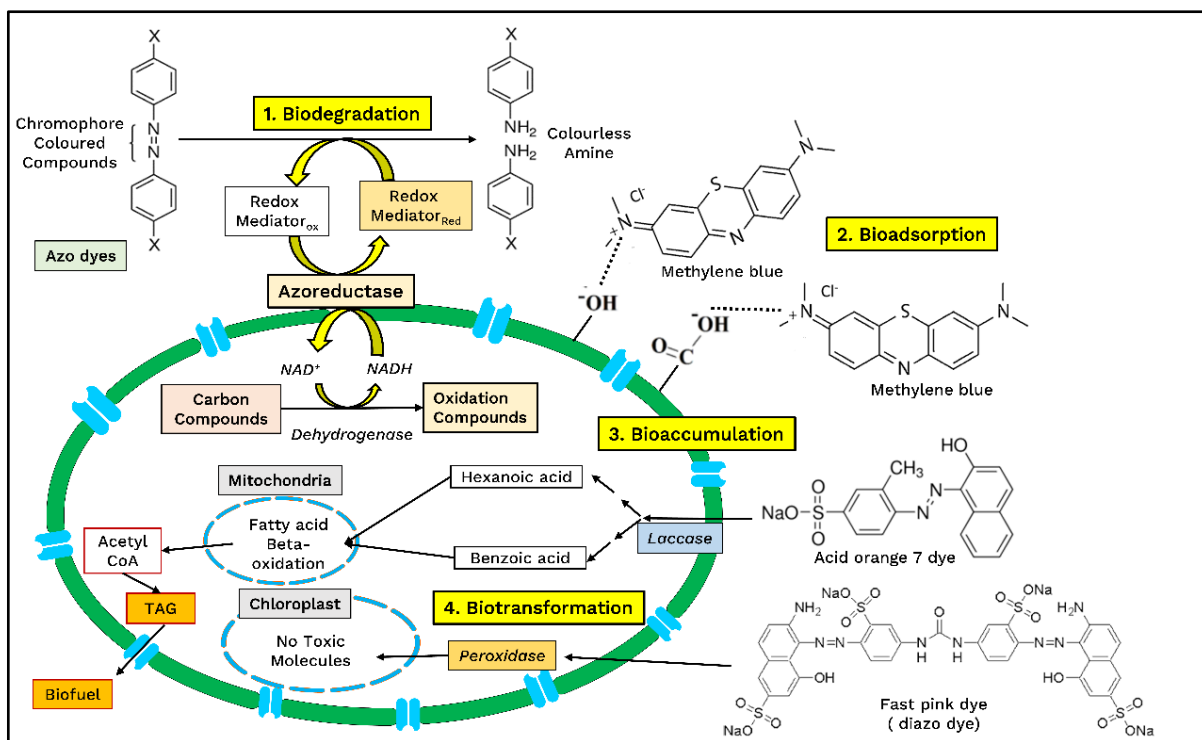 X
1. Biodegradation
Chromophore
Coloured
Compounds
N
N
X
X
NH2
NH2
X
Colourless
Amine
Redox
Mediatorox
Redox
MediatorRed
Azo dyes
Azoreductase
NAD+
NADH
Carbon
Compounds
Dehydrogenase
Oxidation
Compounds
N
Cl-
N
+
S
N
Methylene blue
2. Bioadsorption
-OH
-OH
O
C
Cl-
N
+
S
N
N
Methylene blue
3. Bioaccumulation
HO
CH3
O
NaO
S
O
N
N
Acid orange 7 dye
Mitochondria
Fatty acid
Beta-
oxidation
Hexanoic acid
Benzoic acid
Laccase
Acetyl
CoA
TAG
Biofuel
Chloroplast
No Toxic
Molecules
4. Biotransformation
Peroxidase
NaO
O
S
O
NH2
N=N
OH
O
S
O
NaO
O
N
H
N
H
O
S
O
ONa
NH2
N=N
OH
O
S
O
ONa
Fast pink dye
( diazo dye)